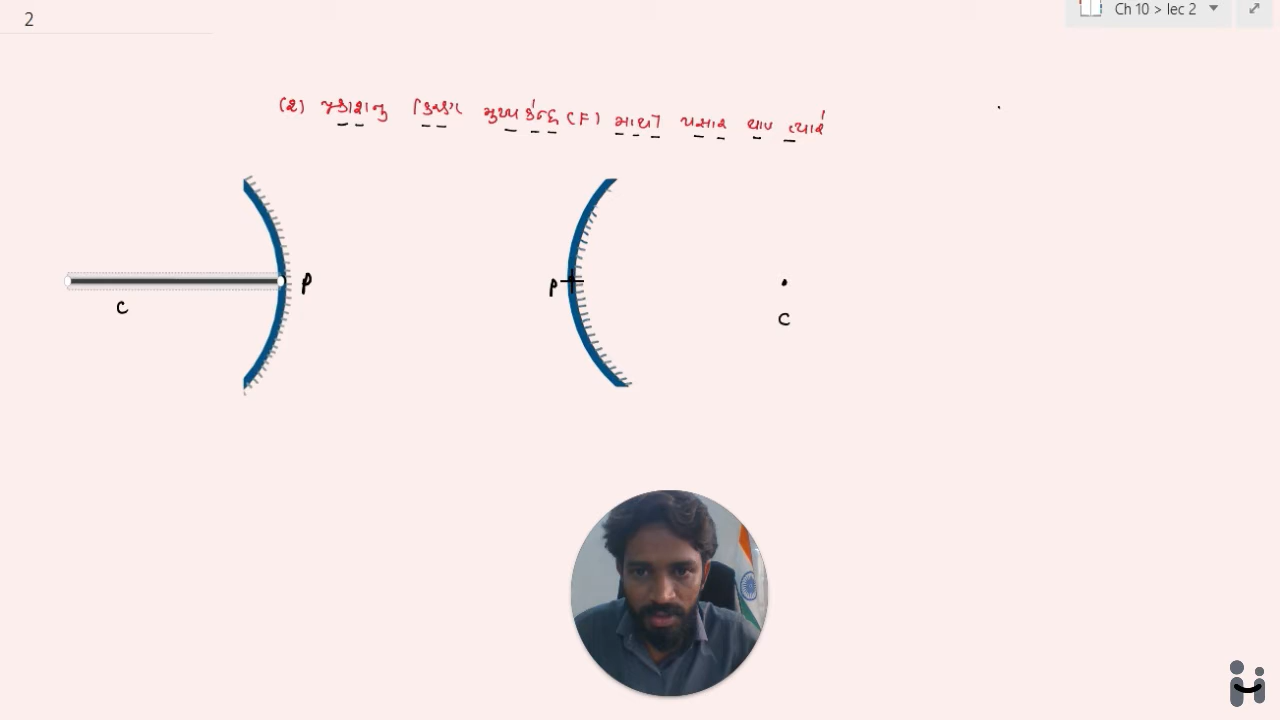 2
Ch 10 > lec 2
(2) પ્રકાશનું કિરણ મુખ્યકેન્દ્ર (F) માંથી પસાર થાય ત્યારે
P
P
C
C